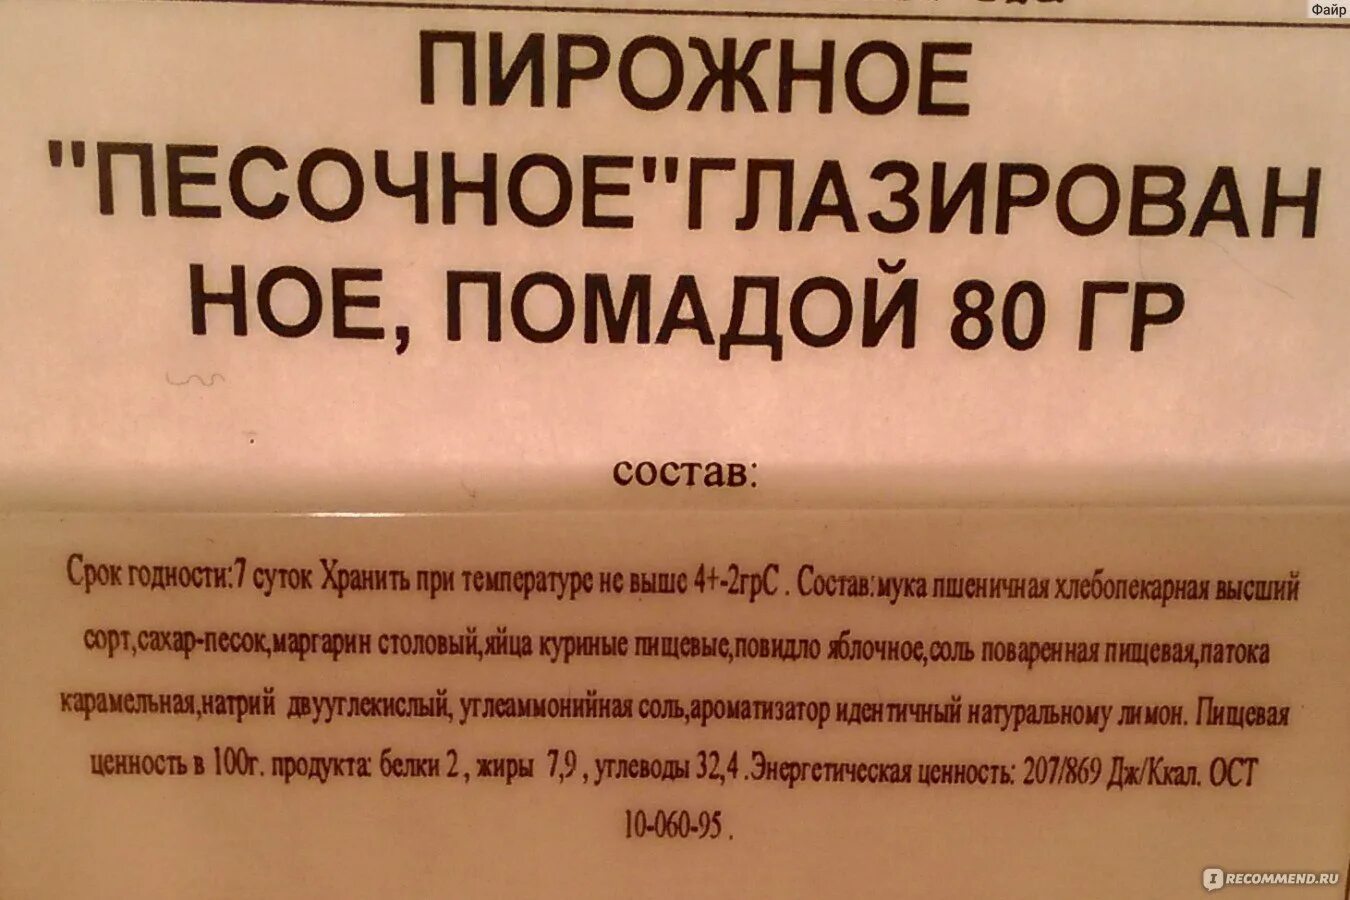 Файр
ПИРОЖНОЕ
"ПЕСОЧНОЕ"ГЛАЗИРОВАН
НОЕ, ПОМАДОЙ 80 ГР
состав:
Срок годности:7 суток Хранить при температуре не выше 4+-2грС . Состав:мука пшеничная хлебопекарная высший
сорт,сахар-песок,маргарин столовый,яйца куриные пищевые,повидло яблочное,соль поваренная пищевая,патока
карамельная,натрий двууглекислый, углеаммонийная соль,ароматизатор идентичный натуральному лимон. Пищевая
ценность в 100г. продукта: белки 2 , жиры 7,9 , углеводы 32,4 .Энергетическая ценность: 207/869 Дж/Ккал. ОСТ
10-060-95 .
I RECOMMEND.RU